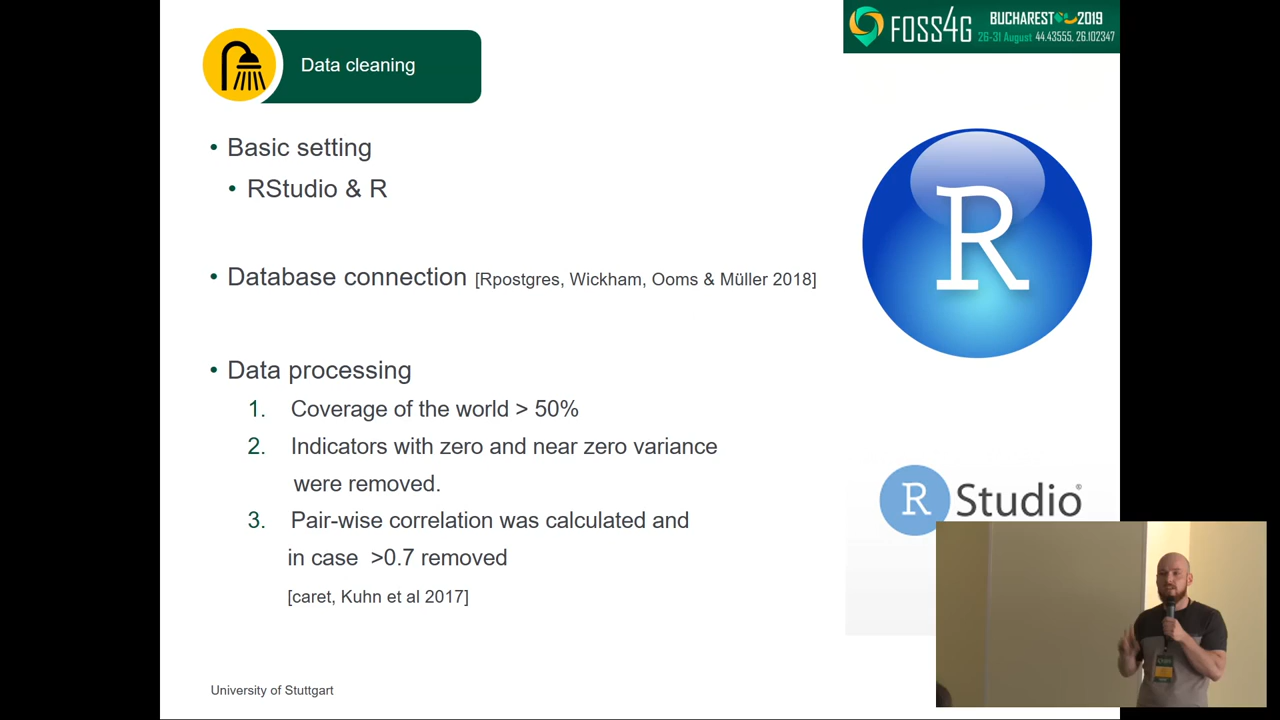 Data cleaning
FOSS4G
BUCHAREST 2019
26-31 August 44.43555, 26.102347
• Basic setting
• RStudio & R
• Database connection [Rpostgres, Wickham, Ooms & Müller 2018]
• Data processing
1. Coverage of the world > 50%
2. Indicators with zero and near zero variance
were removed.
3. Pair-wise correlation was calculated and
in case >0.7 removed
[caret, Kuhn et al 2017]
R
R Studio®
University of Stuttgart